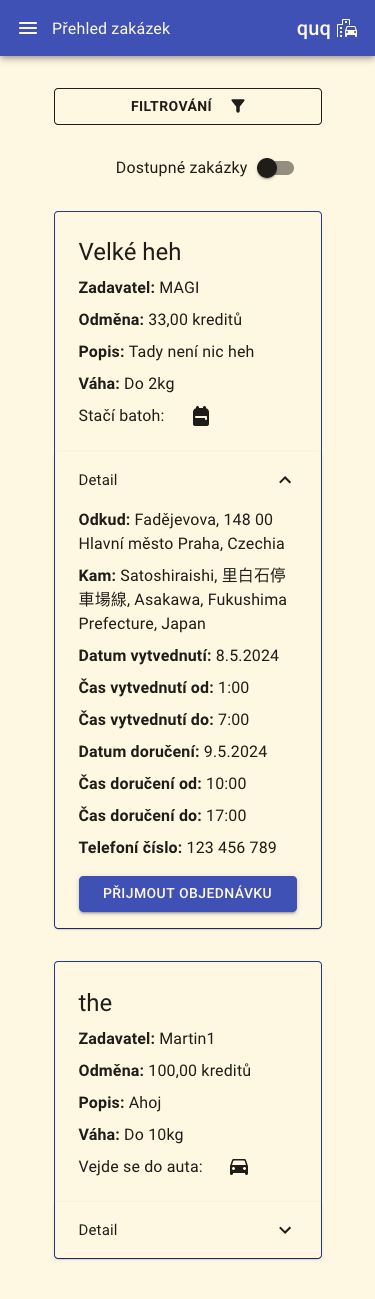 Přehled zakázek
quq
FILTROVÁNÍ
Dostupné zakázky
Velké heh
Zadavatel: MAGI
Odměna: 33,00 kreditů
Popis: Tady není nic heh
Váha: Do 2kg
Stačí batoh:
Detail
Odkud: Fadějevova, 148 00
Hlavní město Praha, Czechia
Kam: Satoshiraishi, 里白石停
車場線, Asakawa, Fukushima
Prefecture, Japan
Datum vytvednutí: 8.5.2024
Čas vytvednutí od: 1:00
Čas vytvednutí do: 7:00
Datum doručení: 9.5.2024
Čas doručení od: 10:00
Čas doručení do: 17:00
Telefoní číslo: 123 456 789
PŘIJMOUT OBJEDNÁVKU
the
Zadavatel: Martin1
Odměna: 100,00 kreditů
Popis: Ahoj
Váha: Do 10kg
Vejde se do auta:
Detail